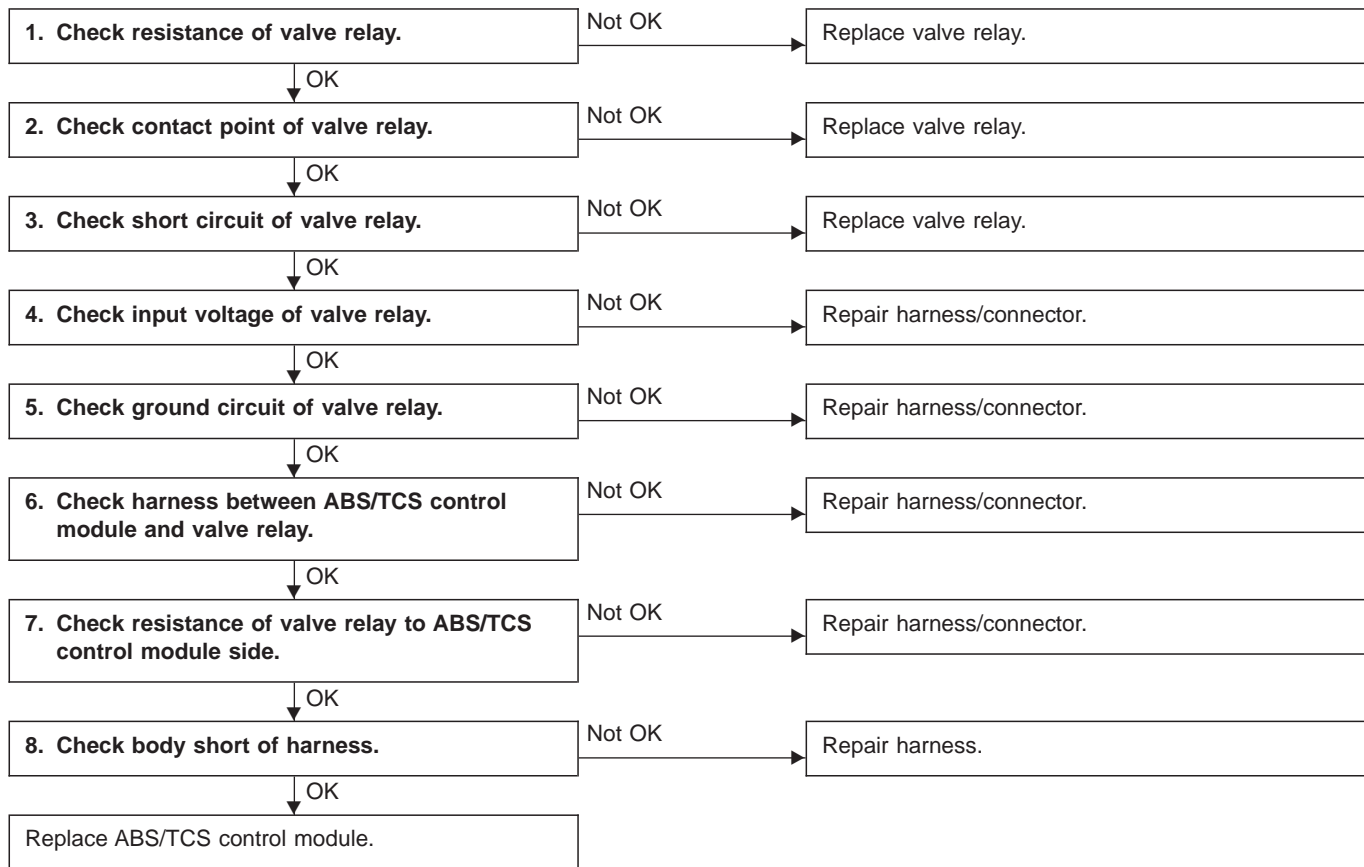 1. Check resistance of valve relay.
Not OK
Replace valve relay.
OK
2. Check contact point of valve relay.
Not OK
Replace valve relay.
OK
3. Check short circuit of valve relay.
Not OK
Replace valve relay.
OK
4. Check input voltage of valve relay.
Not OK
Repair harness/connector.
OK
5. Check ground circuit of valve relay.
Not OK
Repair harness/connector.
OK
6. Check harness between ABS/TCS control
module and valve relay.
Not OK
Repair harness/connector.
OK
7. Check resistance of valve relay to ABS/TCS
control module side.
Not OK
Repair harness/connector.
OK
8. Check body short of harness.
Not OK
Repair harness.
OK
Replace ABS/TCS control module.